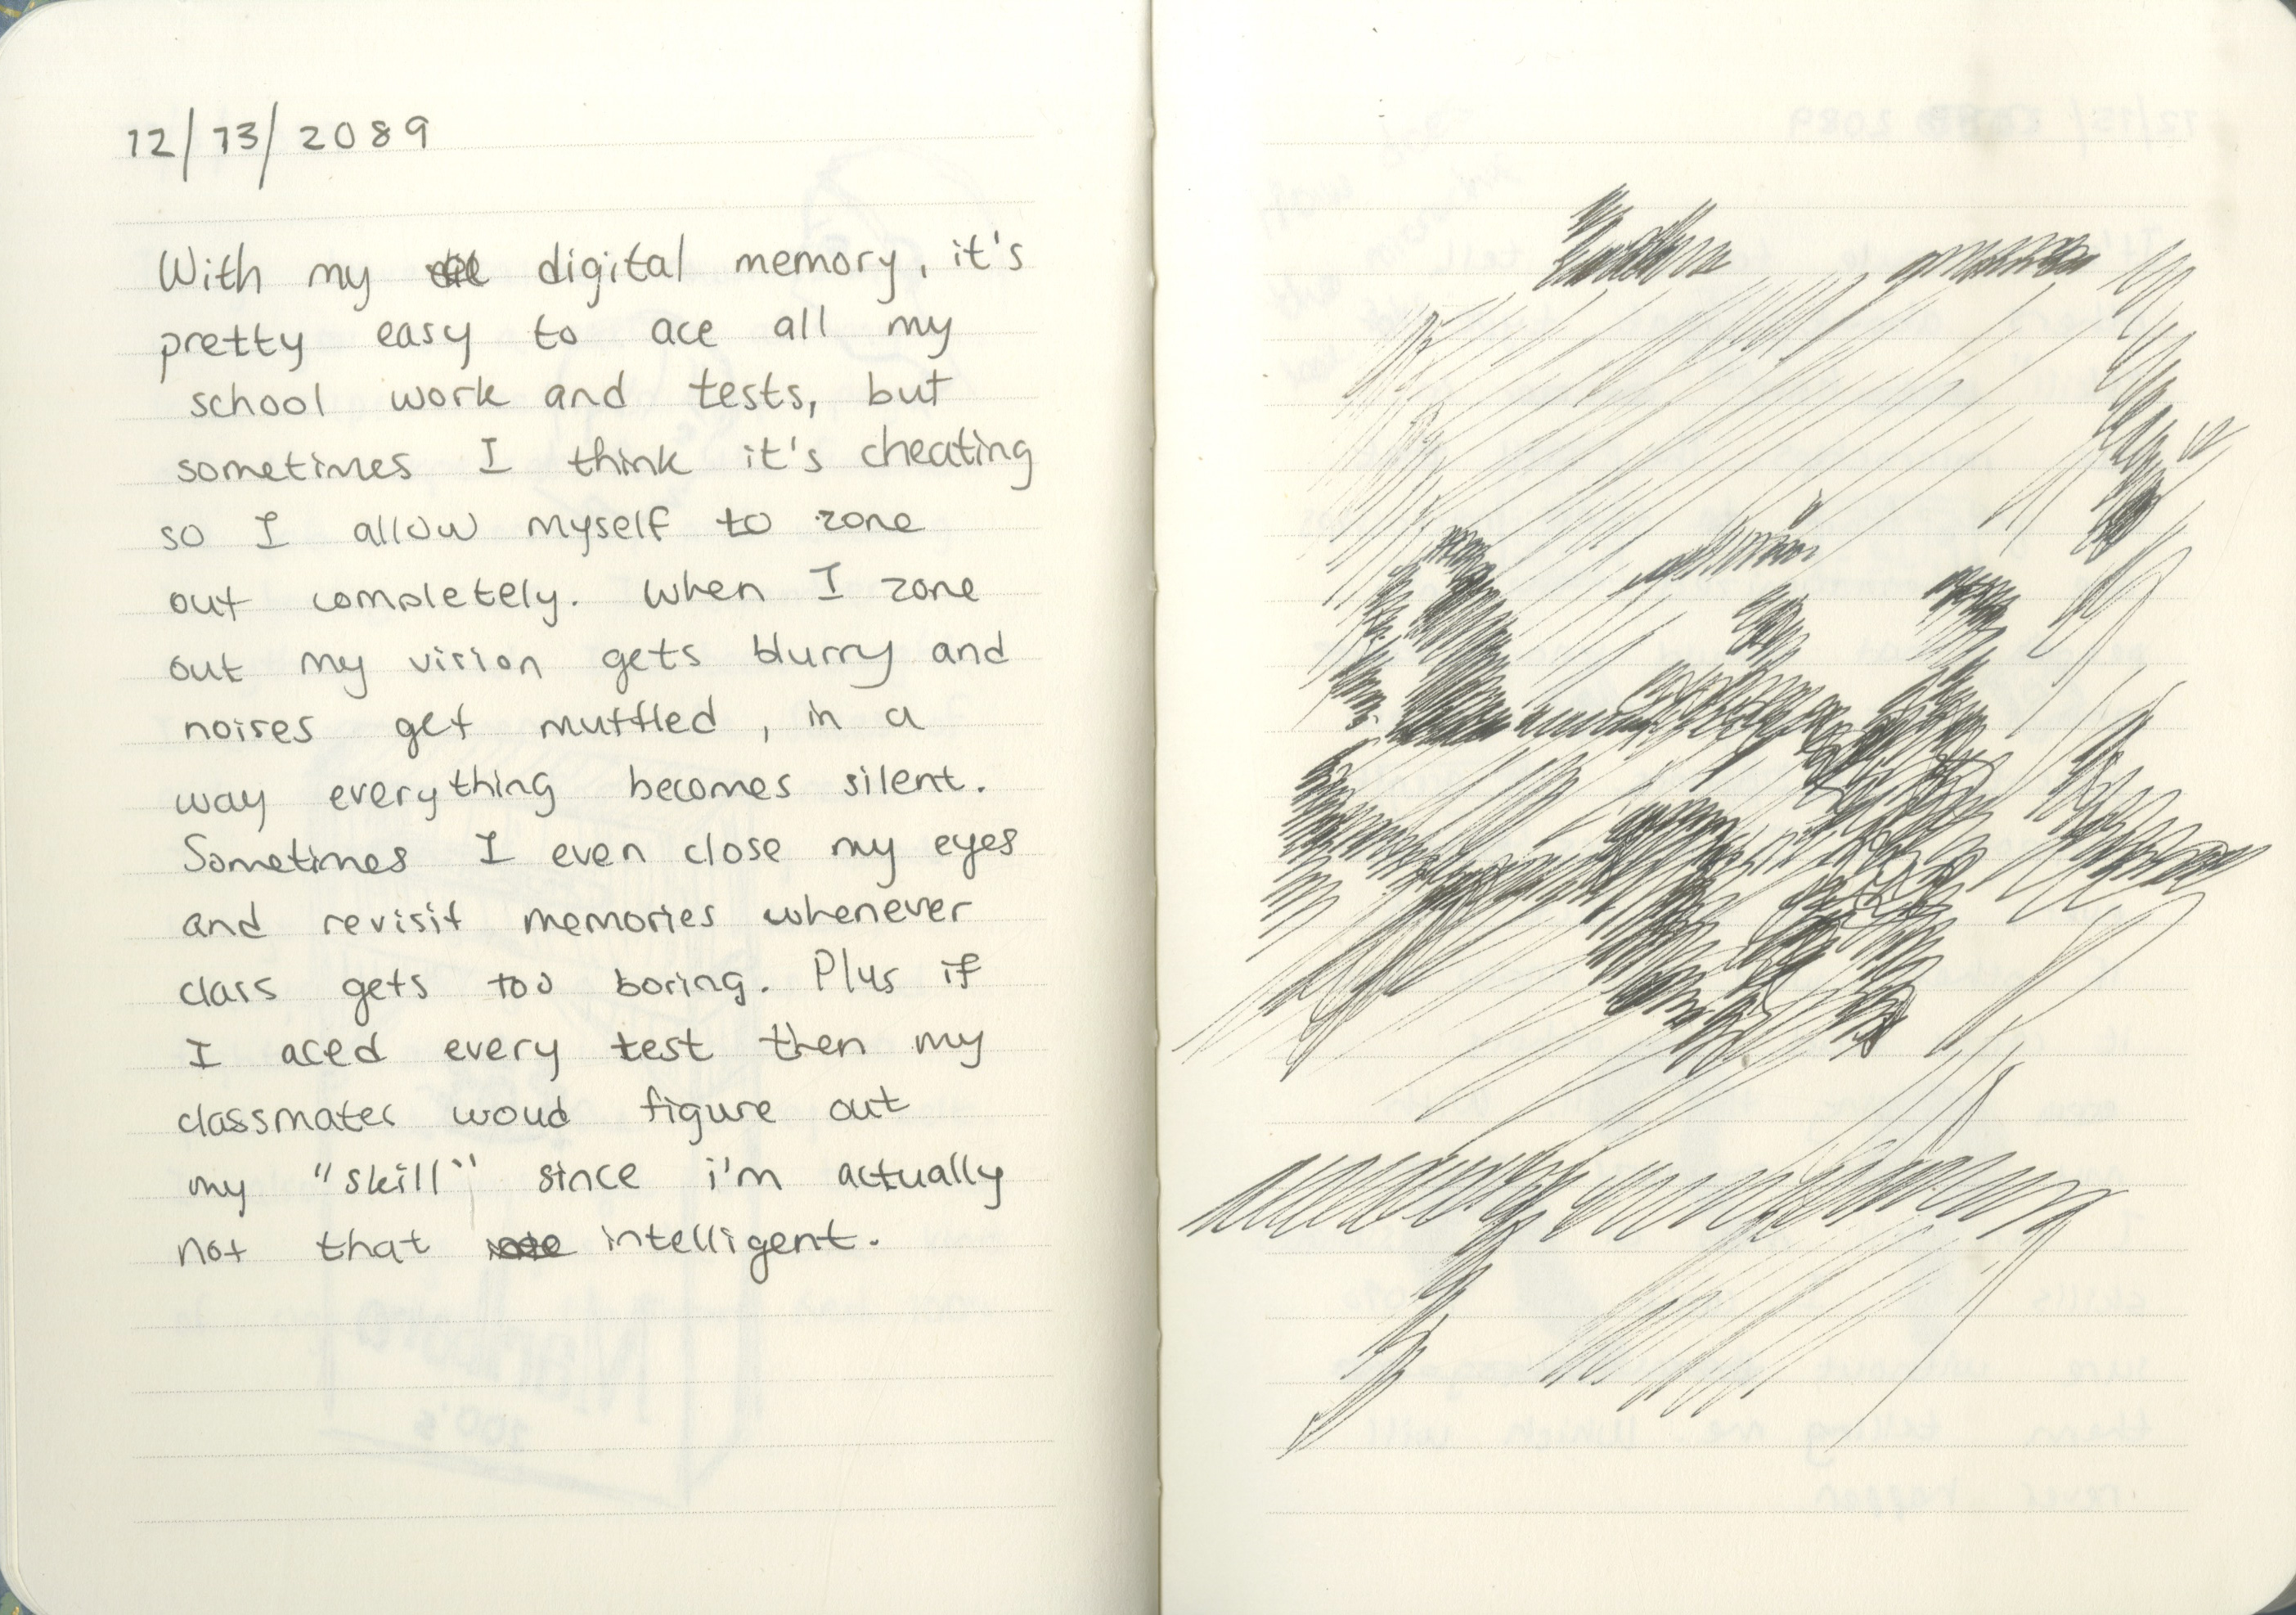 12/13/2089
With my digital memory, it's
pretty easy to ace all my
school work and tests, but
sometimes I think it's cheating
so I allow myself to zone
out completely. When I zone
out my vision gets blurry and
noises get muffled, in a
way everything becomes silent.
Sometimes I even close my eyes
and revisit memories whenever
class gets too boring. Plus if
I aced every test then my
classmates woud figure out
my "skill" since i'm actually
not that intelligent.